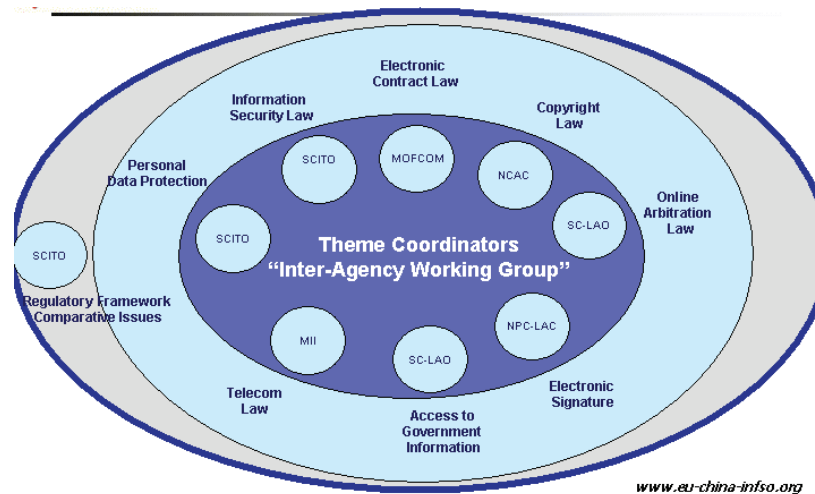 Electronic
Contract Law
Information
Security Law
Copyright
Law
Personal
Data Protection
Online
Arbitration
Law
SCITO
MOFCOM
NCAC
SC-LAO
SCITO
SCITO
Theme Coordinators
“Inter-Agency Working Group”
Regulatory Framework
Comparative Issues
MII
SC-LAO
NPC-LAC
Telecom
Law
Access to
Government
Information
Electronic
Signature
www.eu-china-infso.org